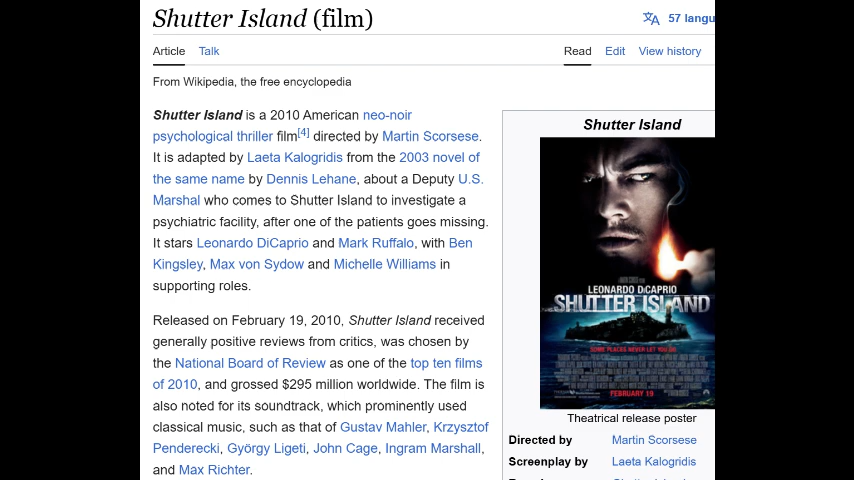 Shutter Island (film)
57 langu
Article Talk Read Edit View history
From Wikipedia, the free encyclopedia
Shutter Island is a 2010 American neo-noir
psychological thriller film[4] directed by Martin Scorsese.
It is adapted by Laeta Kalogridis from the 2003 novel of
the same name by Dennis Lehane, about a Deputy U.S.
Marshal who comes to Shutter Island to investigate a
psychiatric facility, after one of the patients goes missing.
It stars Leonardo DiCaprio and Mark Ruffalo, with Ben
Kingsley, Max von Sydow and Michelle Williams in
supporting roles.
Released on February 19, 2010, Shutter Island received
generally positive reviews from critics, was chosen by
the National Board of Review as one of the top ten films
of 2010, and grossed $295 million worldwide. The film is
also noted for its soundtrack, which prominently used
classical music, such as that of Gustav Mahler, Krzysztof
Penderecki, György Ligeti, John Cage, Ingram Marshall,
and Max Richter.
Shutter Island
LEONARDO DiCAPRIO
SHUTTER ISLAND
SOME PLACES NEVER LET YOU GO
FEBRUARY 19
Theatrical release poster
Directed by Martin Scorsese
Screenplay by Laeta Kalogridis